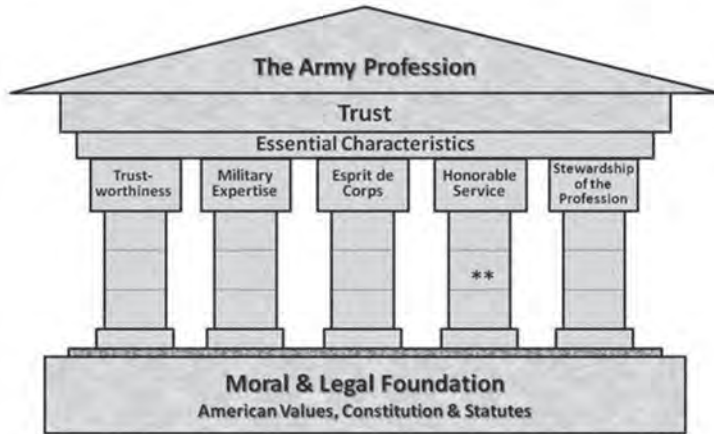 The Army Profession
Trust
Essential Characteristics
Trust-
worthiness
Military
Expertise
Esprit de
Corps
Honorable
Service
Stewardship
of the
Profession
**
Moral & Legal Foundation
American Values, Constitution & Statutes